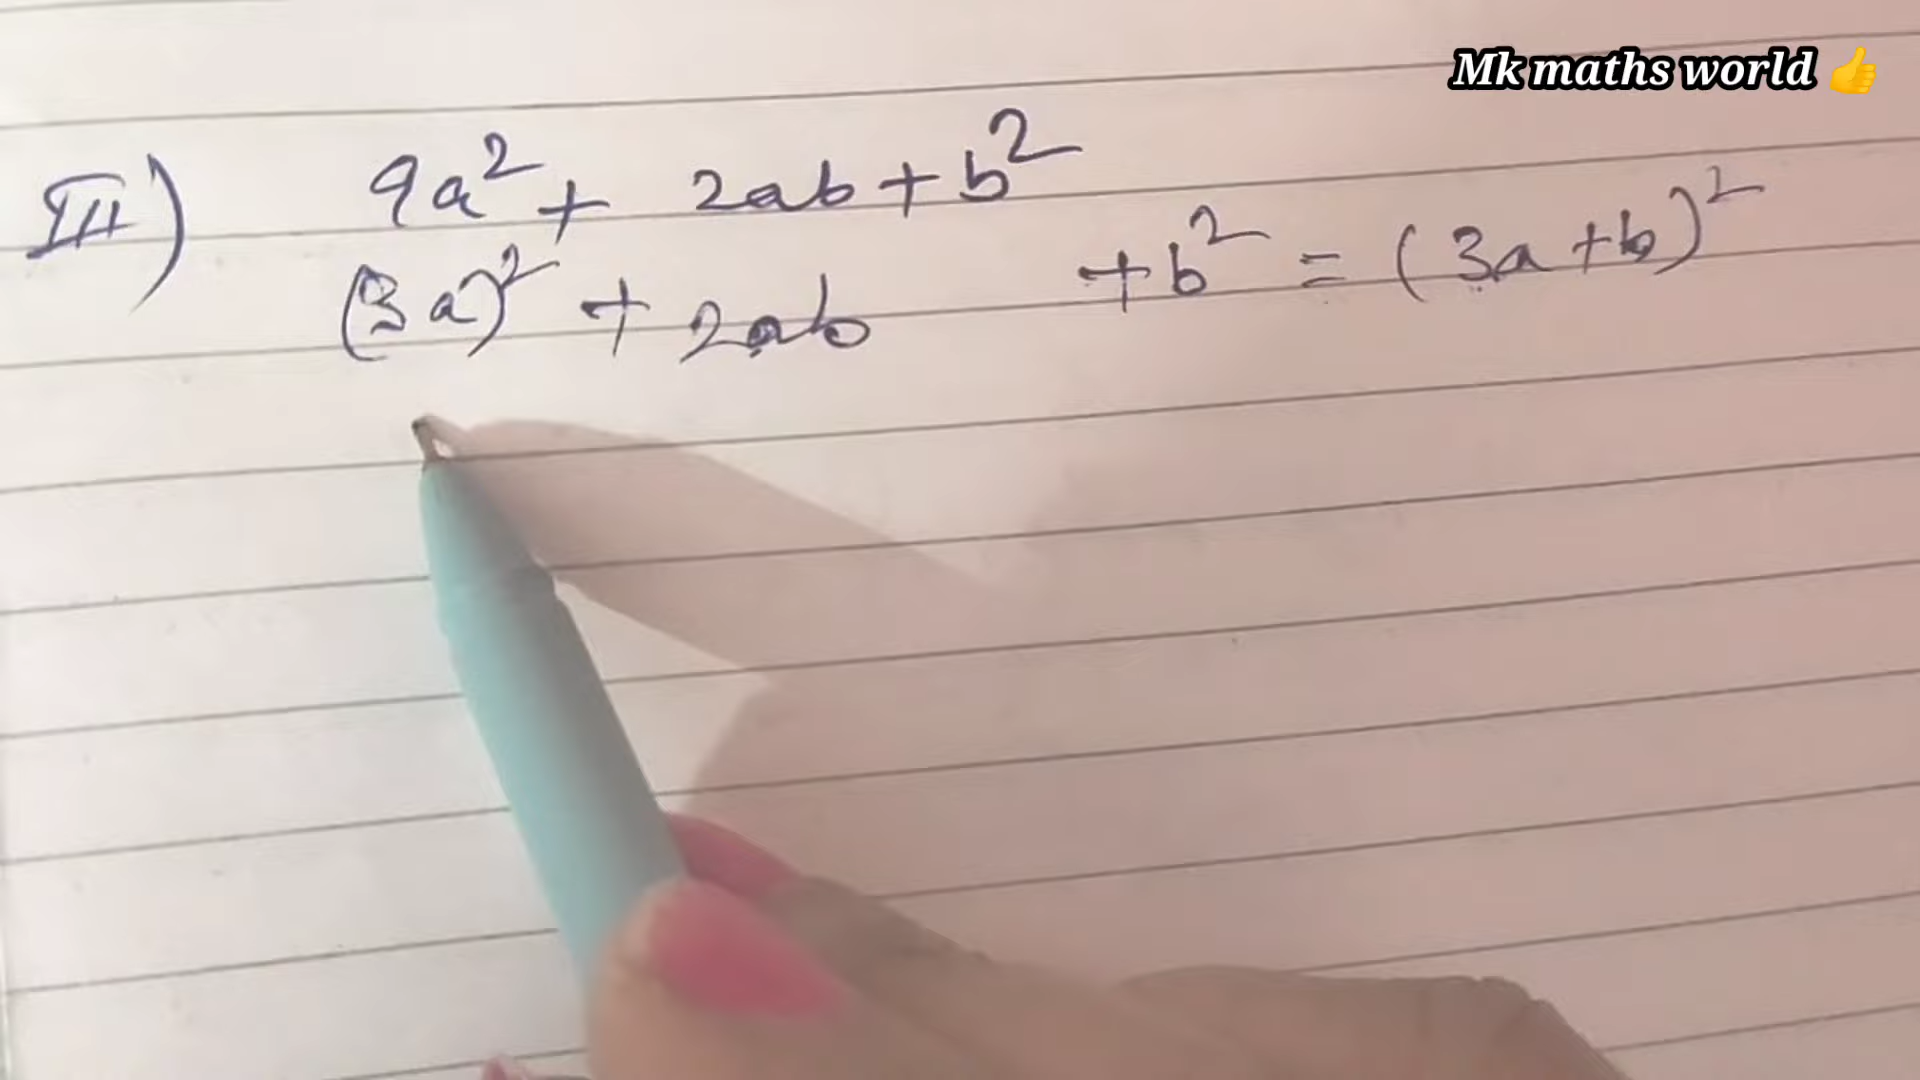 Mk maths world 👍
III) 9a² + 2ab + b²
(3a)² + 2ab + b² = (3a + b)²